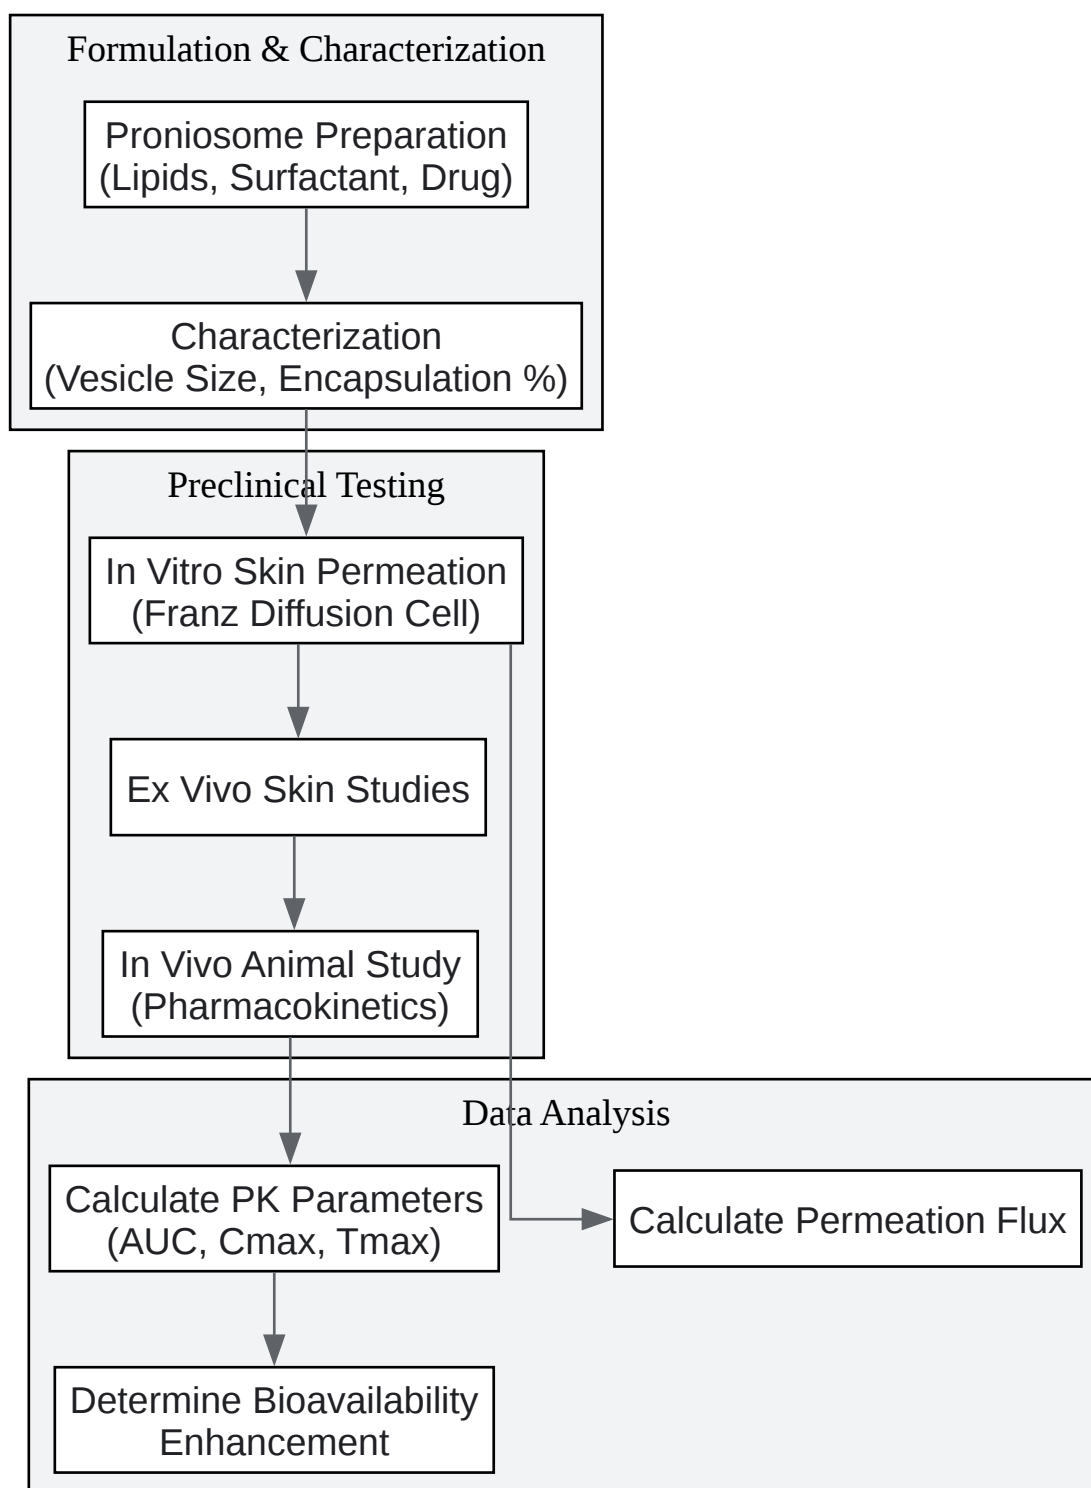 Formulation & Characterization
Proniosome Preparation
(Lipids, Surfactant, Drug)
Characterization
(Vesicle Size, Encapsulation %)
Preclinical Testing
In Vitro Skin Permeation
(Franz Diffusion Cell)
Ex Vivo Skin Studies
In Vivo Animal Study
(Pharmacokinetics)
Data Analysis
Calculate PK Parameters
(AUC, Cmax, Tmax)
Calculate Permeation Flux
Determine Bioavailability
Enhancement